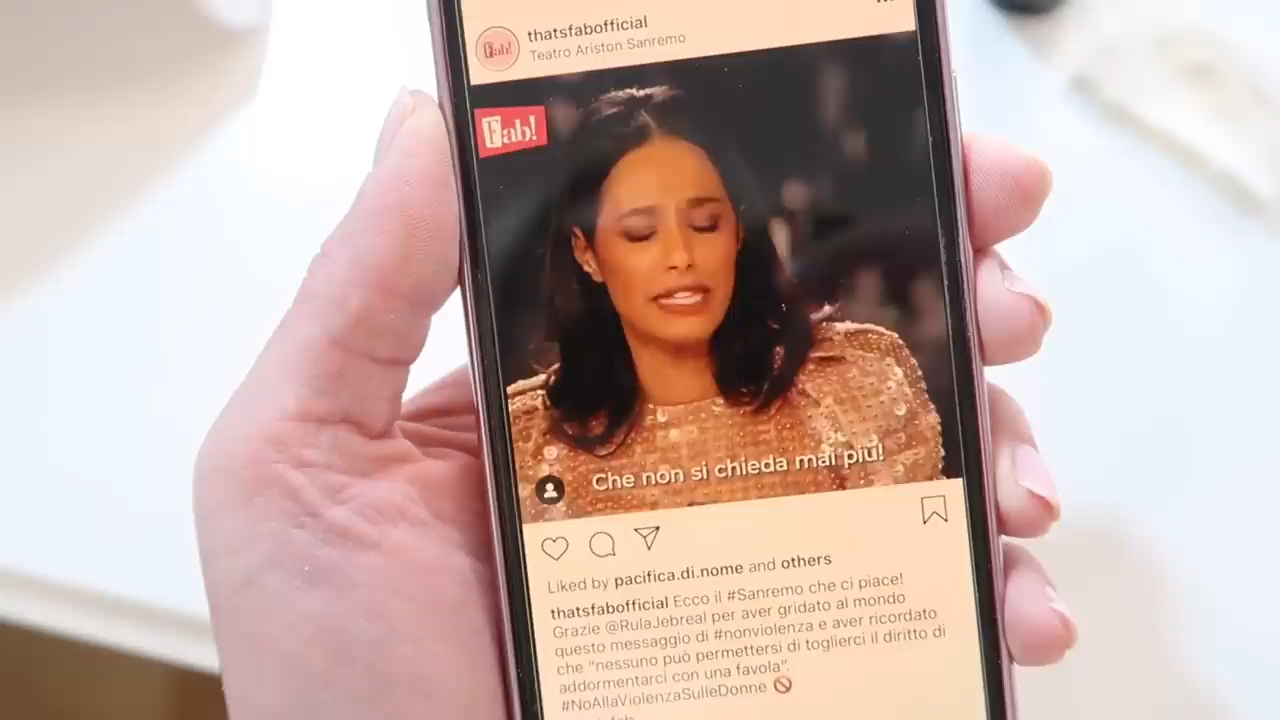 thatsfabofficial
Fab!
Teatro Ariston Sanremo
Fab!
Che non si chieda mai più!
Liked by pacifica.di.nome and others
thatsfabofficial Ecco il #Sanremo che ci piace!
Grazie @RulaJebreal per aver gridato al mondo
questo messaggio di #nonviolenza e aver ricordato
che "nessuno può permettersi di toglierci il diritto di
addormentarci con una favola".
#NoAllaViolenzaSulleDonne